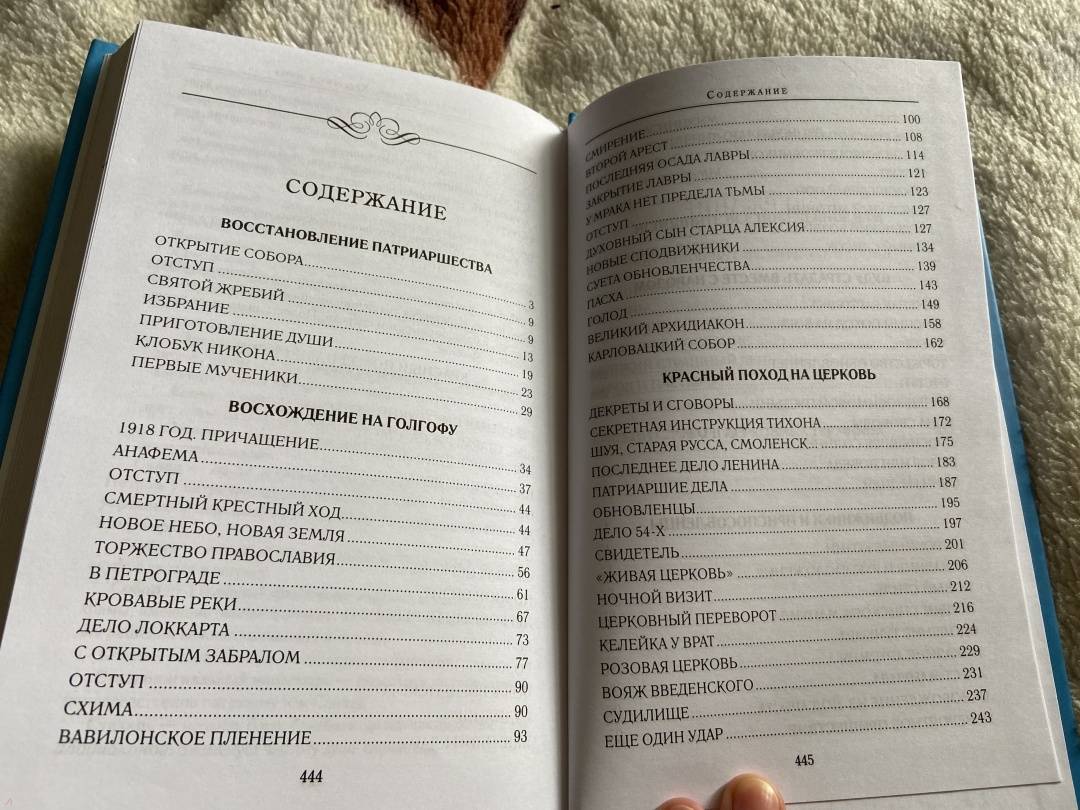 СОДЕРЖАНИЕ
ВОССТАНОВЛЕНИЕ ПАТРИАРШЕСТВА
ОТКРЫТИЕ СОБОРА 3
ОТСТУП 9
СВЯТОЙ ЖРЕБИЙ 9
ИЗБРАНИЕ 13
ПРИГОТОВЛЕНИЕ ДУШИ 19
КЛОБУК НИКОНА 23
ПЕРВЫЕ МУЧЕНИКИ 29
ВОСХОЖДЕНИЕ НА ГОЛГОФУ
1918 ГОД. ПРИЧАЩЕНИЕ 34
АНАФЕМА 37
ОТСТУП 44
СМЕРТНЫЙ КРЕСТНЫЙ ХОД 44
НОВОЕ НЕБО, НОВАЯ ЗЕМЛЯ 47
ТОРЖЕСТВО ПРАВОСЛАВИЯ 56
В ПЕТРОГРАДЕ 61
КРОВАВЫЕ РЕКИ 67
ДЕЛО ЛОККАРТА 73
С ОТКРЫТЫМ ЗАБРАЛОМ 77
ОТСТУП 90
СХИМА 90
ВАВИЛОНСКОЕ ПЛЕНЕНИЕ 93
444
СОДЕРЖАНИЕ
СМИРЕНИЕ 100
ВТОРОЙ АРЕСТ 108
ПОСЛЕДНЯЯ ОСАДА ЛАВРЫ 114
ЗАКРЫТИЕ ЛАВРЫ 121
У МРАКА НЕТ ПРЕДЕЛА ТЬМЫ 123
ОТСТУП 127
ДУХОВНЫЙ СЫН СТАРЦА АЛЕКСИЯ 127
НОВЫЕ СПОДВИЖНИКИ 134
СУЕТА ОБНОВЛЕНЧЕСТВА 139
ПАСХА 143
ГОЛОД 149
ВЕЛИКИЙ АРХИДИАКОН 158
КАРЛОВАЦКИЙ СОБОР 162
КРАСНЫЙ ПОХОД НА ЦЕРКОВЬ
ДЕКРЕТЫ И СГОВОРЫ 168
СЕКРЕТНАЯ ИНСТРУКЦИЯ ТИХОНА 172
ШУЯ, СТАРАЯ РУССА, СМОЛЕНСК 175
ПОСЛЕДНЕЕ ДЕЛО ЛЕНИНА 183
ПАТРИАРШИЕ ДЕЛА 187
ОБНОВЛЕНЦЫ 195
ДЕЛО 54-Х 197
СВИДЕТЕЛЬ 201
«ЖИВАЯ ЦЕРКОВЬ» 206
НОЧНОЙ ВИЗИТ 212
ЦЕРКОВНЫЙ ПЕРЕВОРОТ 216
КЕЛЕЙКА У ВРАТ 224
РОЗОВАЯ ЦЕРКОВЬ 229
ВОЯЖ ВВЕДЕНСКОГО 231
СУДИЛИЩЕ 237
ЕЩЕ ОДИН УДАР 243
445